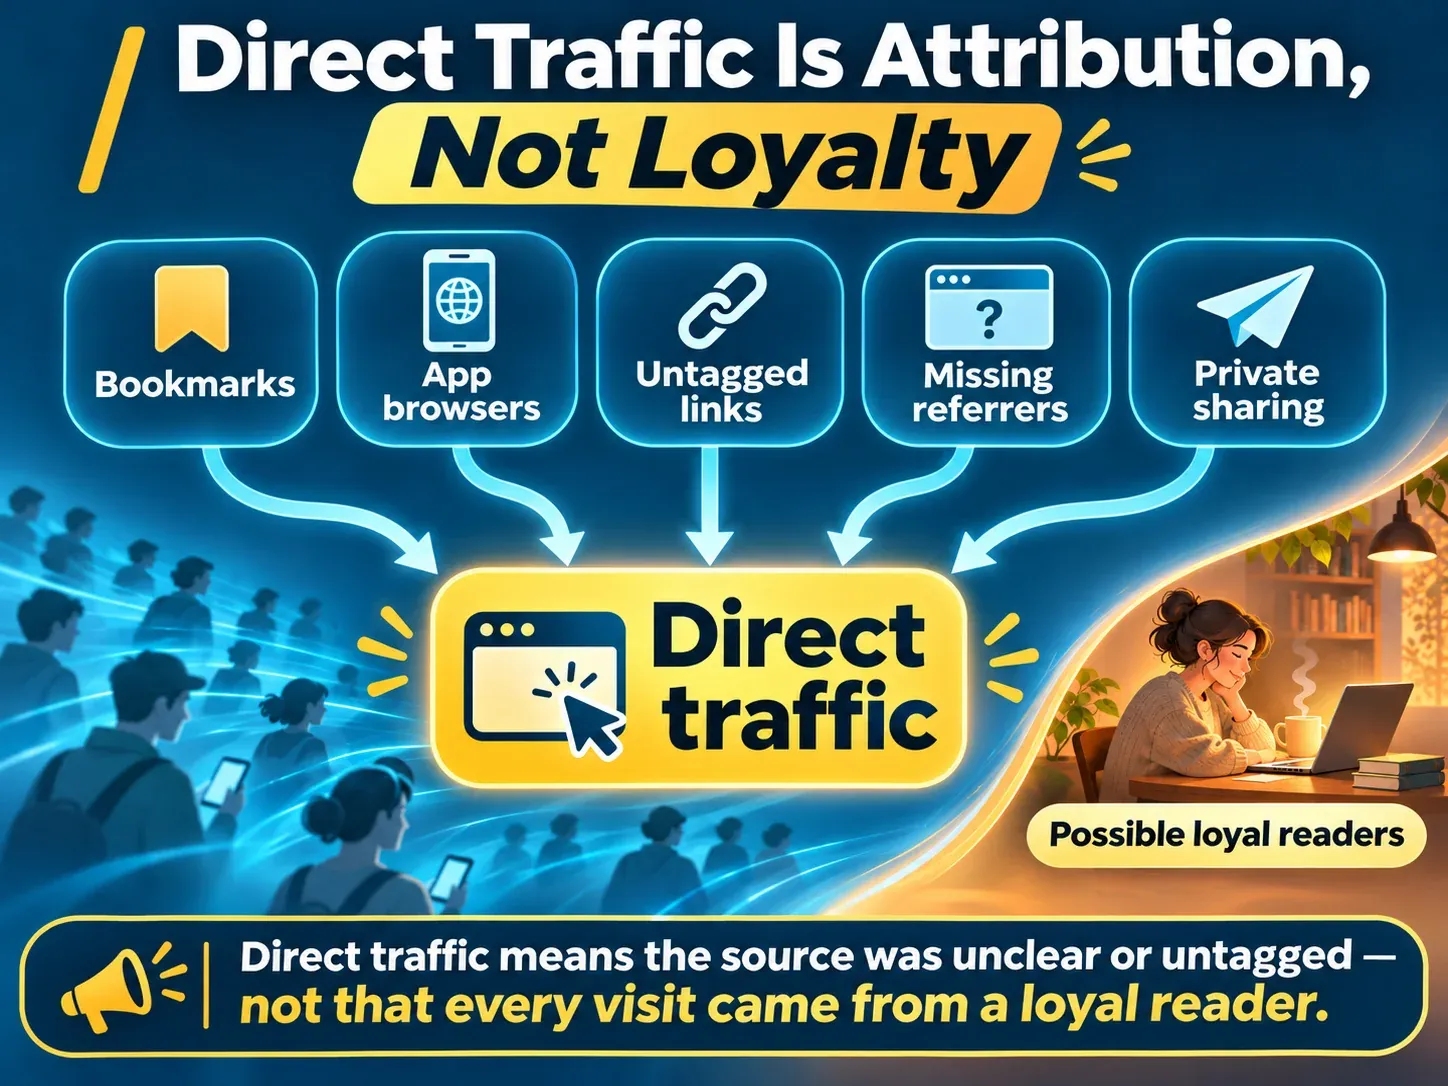 Direct Traffic Is Attribution,
Not Loyalty
Bookmarks
App
browsers
Untagged
links
?
Missing
referrers
Private
sharing
Direct
traffic
Possible loyal readers
Direct traffic means the source was unclear or untagged —
not that every visit came from a loyal reader.